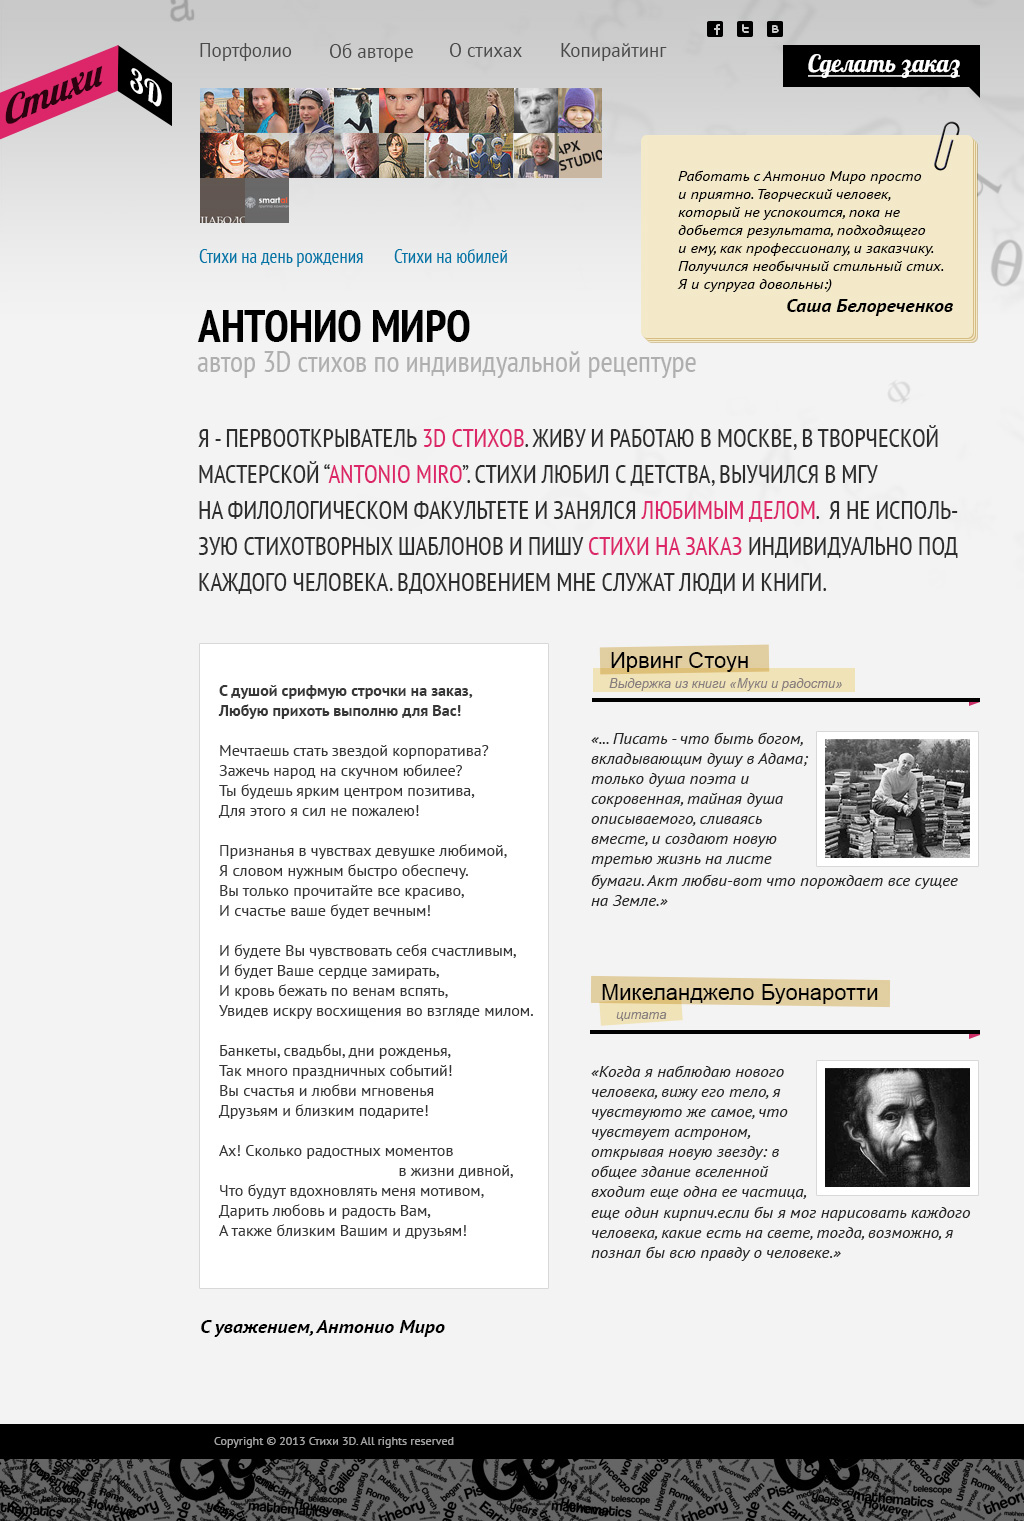 Портфолио
Об авторе
О стихах
Копирайтинг
Сделать заказ
Стихи 3D
АРХ
STUDIO
smart
Стихи на день рождения
Стихи на юбилей
Работать с Антонио Миро просто
и приятно. Творческий человек,
который не успокоится, пока не
добьется результата, подходящего
и ему, как профессионалу, и заказчику.
Получился необычный стильный стих.
Я и супруга довольны:)
Саша Белореченков
АНТОНИО МИРО
автор 3D стихов по индивидуальной рецептуре
Я - ПЕРВООТКРЫВАТЕЛЬ 3D СТИХОВ. ЖИВУ И РАБОТАЮ В МОСКВЕ, В ТВОРЧЕСКОЙ
МАСТЕРСКОЙ “ANTONIO MIRO”. СТИХИ ЛЮБИЛ С ДЕТСТВА, ВЫУЧИЛСЯ В МГУ
НА ФИЛОЛОГИЧЕСКОМ ФАКУЛЬТЕТЕ И ЗАНЯЛСЯ ЛЮБИМЫМ ДЕЛОМ. Я НЕ ИСПОЛЬ-
ЗУЮ СТИХОТВОРНЫХ ШАБЛОНОВ И ПИШУ СТИХИ НА ЗАКАЗ ИНДИВИДУАЛЬНО ПОД
КАЖДОГО ЧЕЛОВЕКА. ВДОХНОВЕНИЕМ МНЕ СЛУЖАТ ЛЮДИ И КНИГИ.
С душой срифмую строчки на заказ,
Любую прихоть выполню для Вас!
Мечтаешь стать звездой корпоратива?
Зажечь народ на скучном юбилее?
Ты будешь ярким центром позитива,
Для этого я сил не пожалею!
Признанья в чувствах девушке любимой,
Я словом нужным быстро обеспечу.
Вы только прочитайте все красиво,
И счастье ваше будет вечным!
И будете Вы чувствовать себя счастливым,
И будет Ваше сердце замирать,
И кровь бежать по венам вспять,
Увидев искру восхищения во взгляде милом.
Банкеты, свадьбы, дни рожденья,
Так много праздничных событий!
Вы счастья и любви мгновенья
Друзьям и близким подарите!
Ах! Сколько радостных моментов
в жизни дивной,
Что будут вдохновлять меня мотивом,
Дарить любовь и радость Вам,
А также близким Вашим и друзьям!
С уважением, Антонио Миро
Ирвинг Стоун
Выдержка из книги «Муки и радости»
«... Писать - что быть богом,
вкладывающим душу в Адама;
только душа поэта и
сокровенная, тайная душа
описываемого, сливаясь
вместе, и создают новую
третью жизнь на листе
бумаги. Акт любви-вот что порождает все сущее
на Земле.»
Микеланджело Буонаротти
цитата
«Когда я наблюдаю нового
человека, вижу его тело, я
чувствуюто же самое, что
чувствует астроном,
открывая новую звезду: в
общее здание вселенной
входит еще одна ее частица,
еще один кирпич.если бы я мог нарисовать каждого
человека, какие есть на свете, тогда, возможно, я
познал бы всю правду о человеке.»
Copyright © 2013 Стихи 3D. All rights reserved